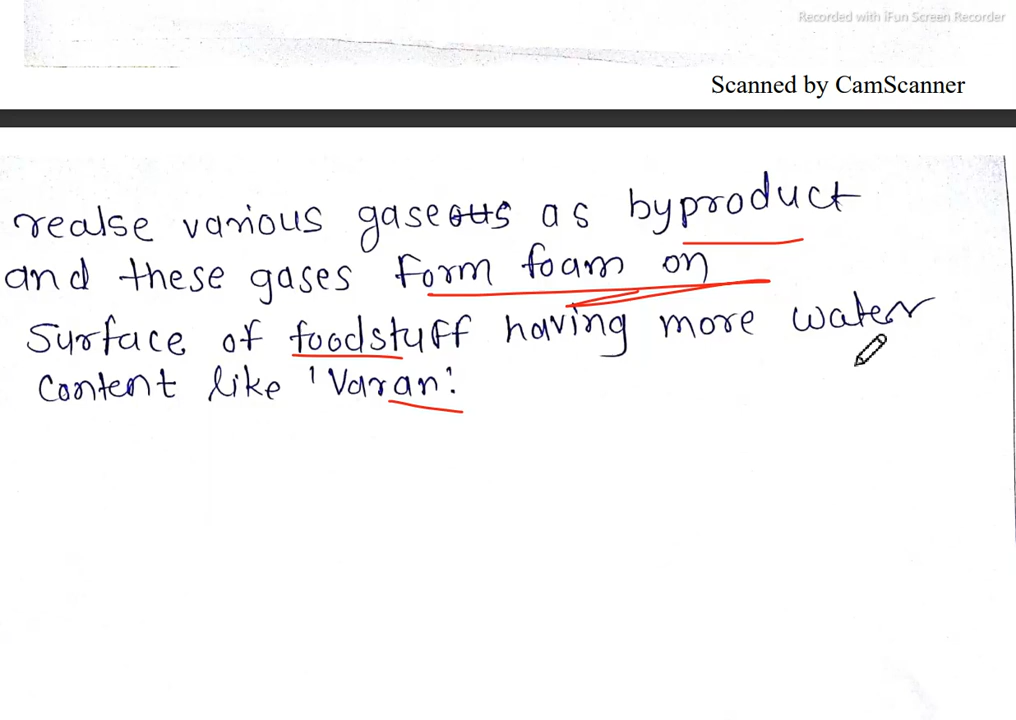 Recorded with iFun Screen Recorder
Scanned by CamScanner
realse various gases as byproduct
and these gases form foam on
Surface of foodstuff having more water
Content like 'Varan'.